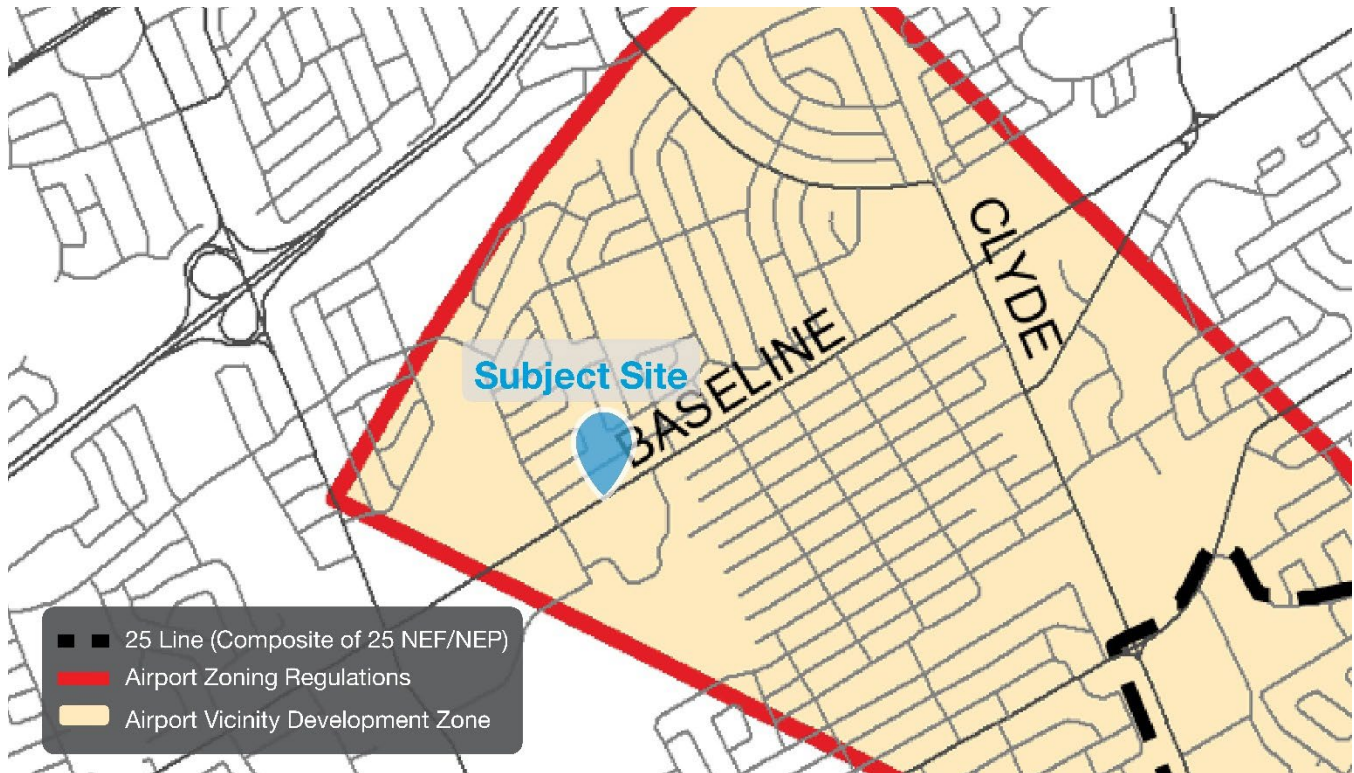 CLYDE
BASELINE
Subject Site
25 Line (Composite of 25 NEF/NEP)
Airport Zoning Regulations
Airport Vicinity Development Zone